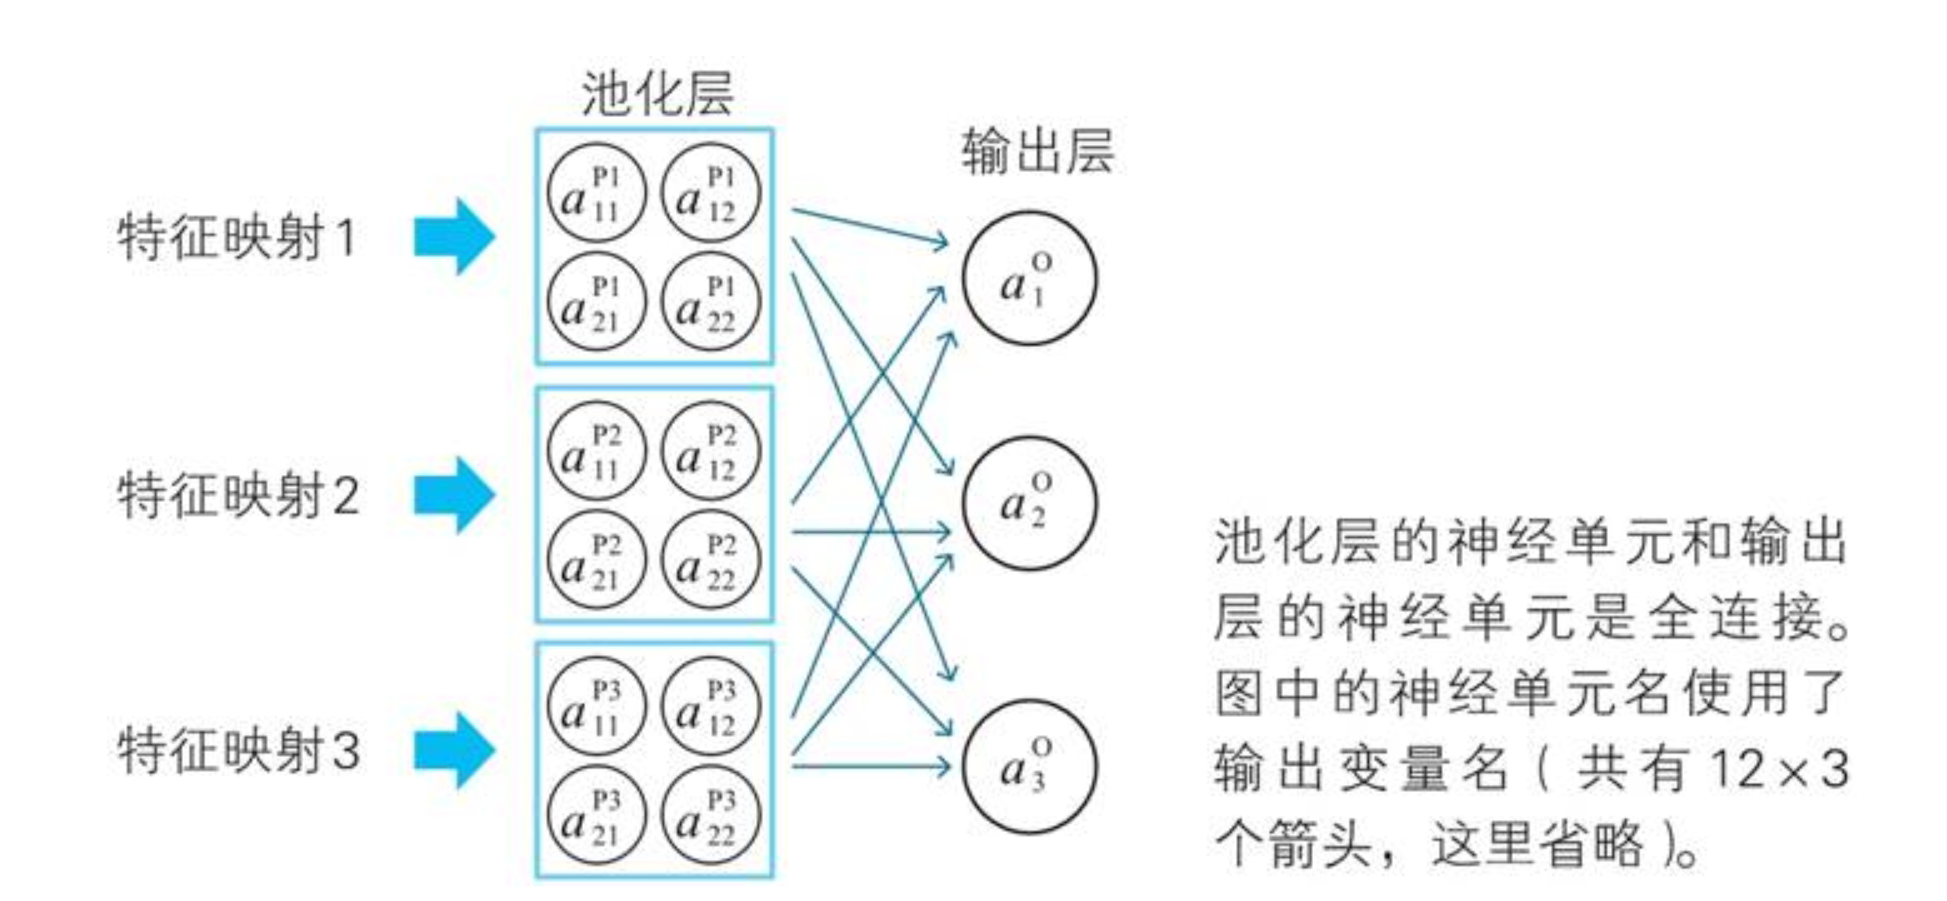 池化层
输出层
特征映射1
a P1 11 a P1 12
a P1 21 a P1 22
特征映射2
a P2 11 a P2 12
a P2 21 a P2 22
特征映射3
a P3 11 a P3 12
a P3 21 a P3 22
a O 1
a O 2
a O 3
池化层的神经单元和输出
层的神经单元是全连接。
图中的神经单元名使用了
输出变量名(共有12×3
个箭头，这里省略)。